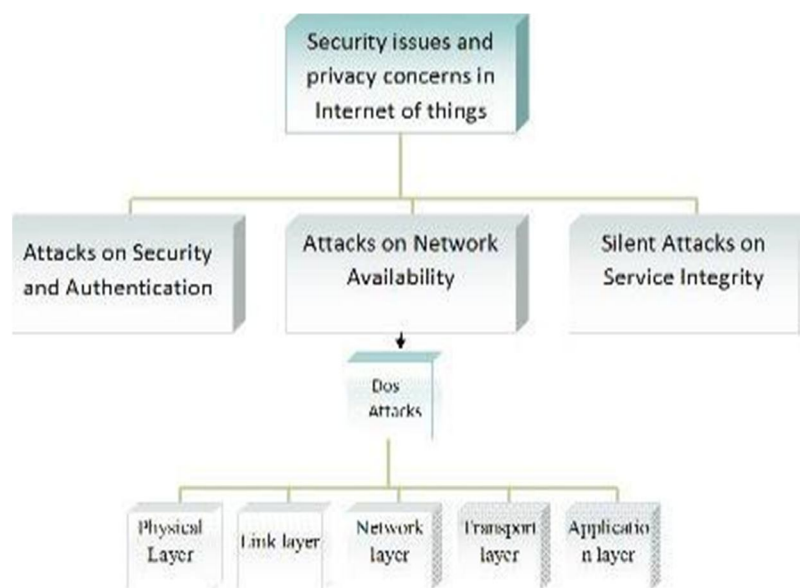 Security issues and
privacy concerns in
Internet of things
Attacks on Security
and Authentication
Attacks on Network
Availability
Silent Attacks on
Service Integrity
Dos
Attacks
Physical
Layer
Link layer
Network
layer
Transport
layer
Applicatio
n layer